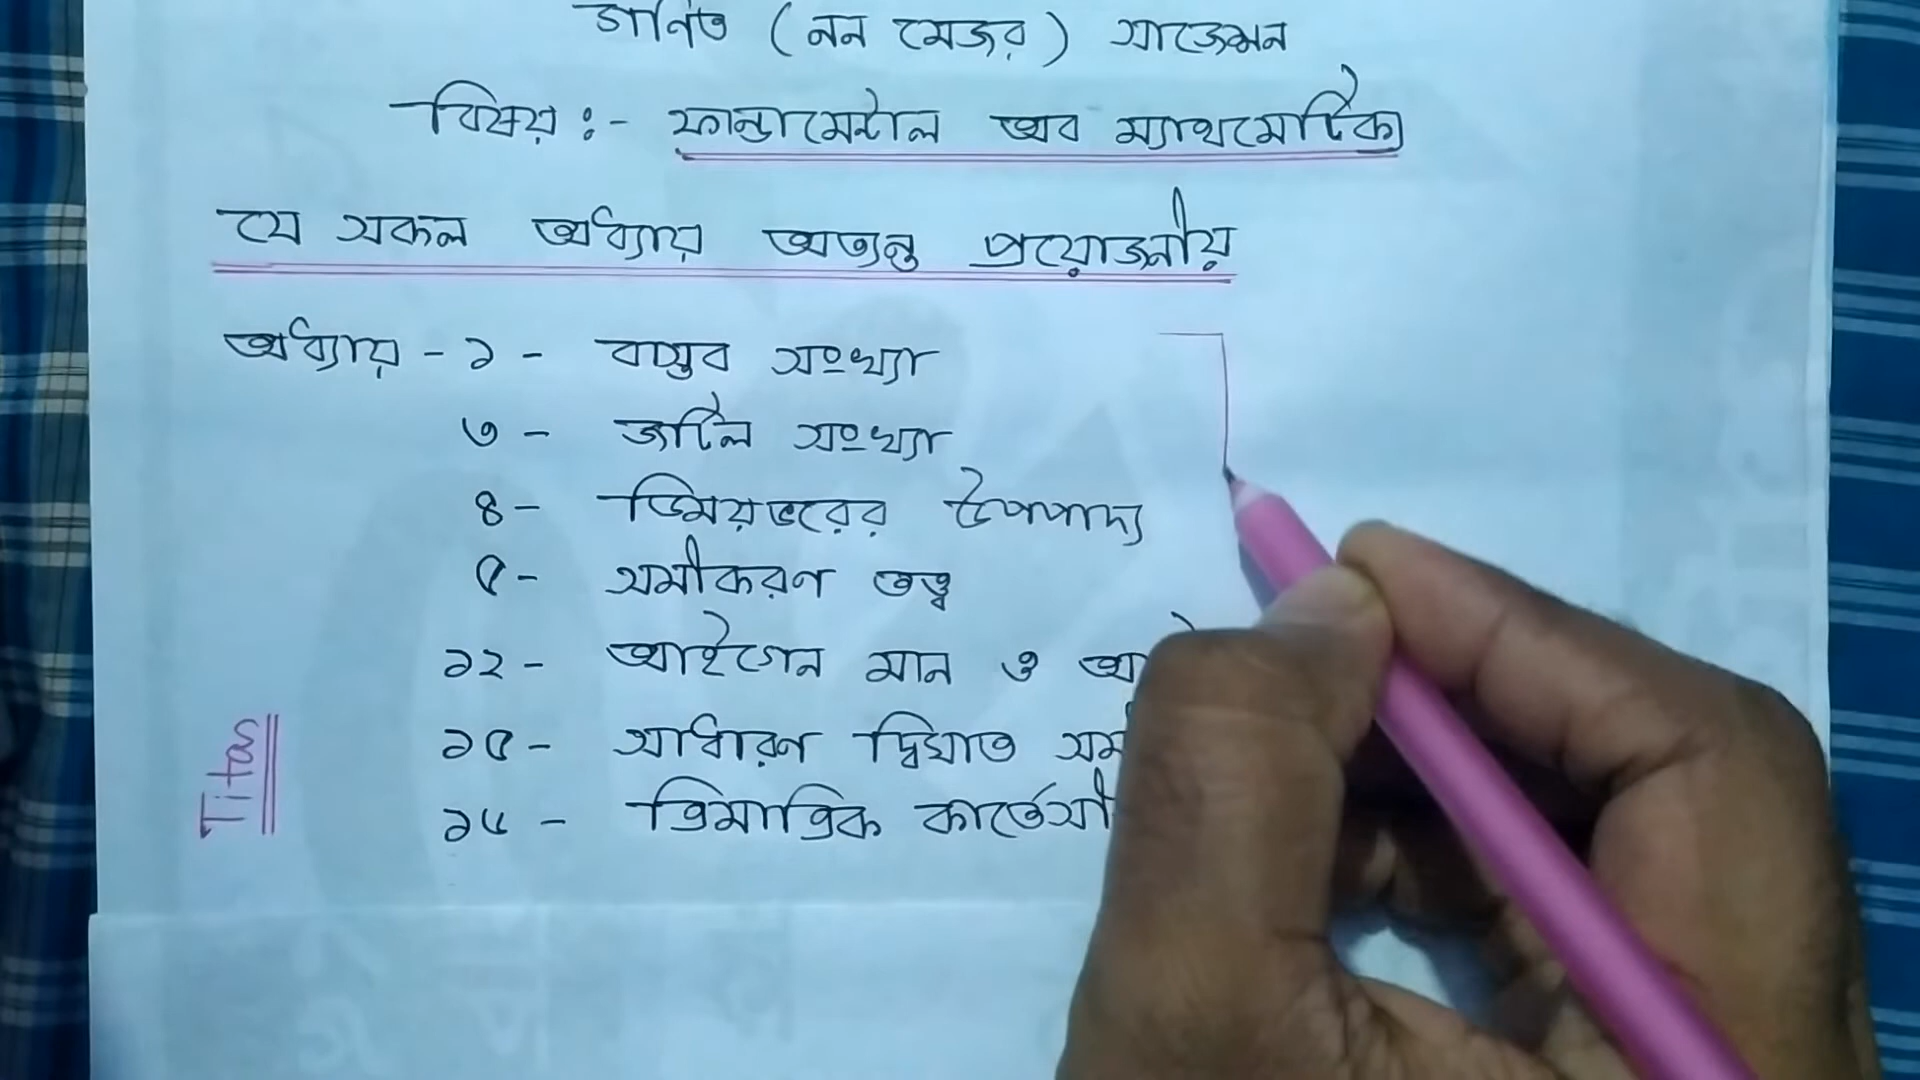 গণিত (নন মেজর) সাজেশন
বিষয় :- ফান্ডামেন্টাল অব ম্যাথমেটিক্স
যে সকল অধ্যায় অত্যন্ত প্রয়োজনীয়
অধ্যায় - ১ - বাস্তব সংখ্যা
৩ - জটিল সংখ্যা
৪ - ডিময়ভরের উপপাদ্য
৫ - সমীকরণ তত্ত্ব
১২ - আইগেন মান ও
১৫ - সাধারণ দ্বিঘাত
১৬ - ত্রিমাত্রিক
Titas